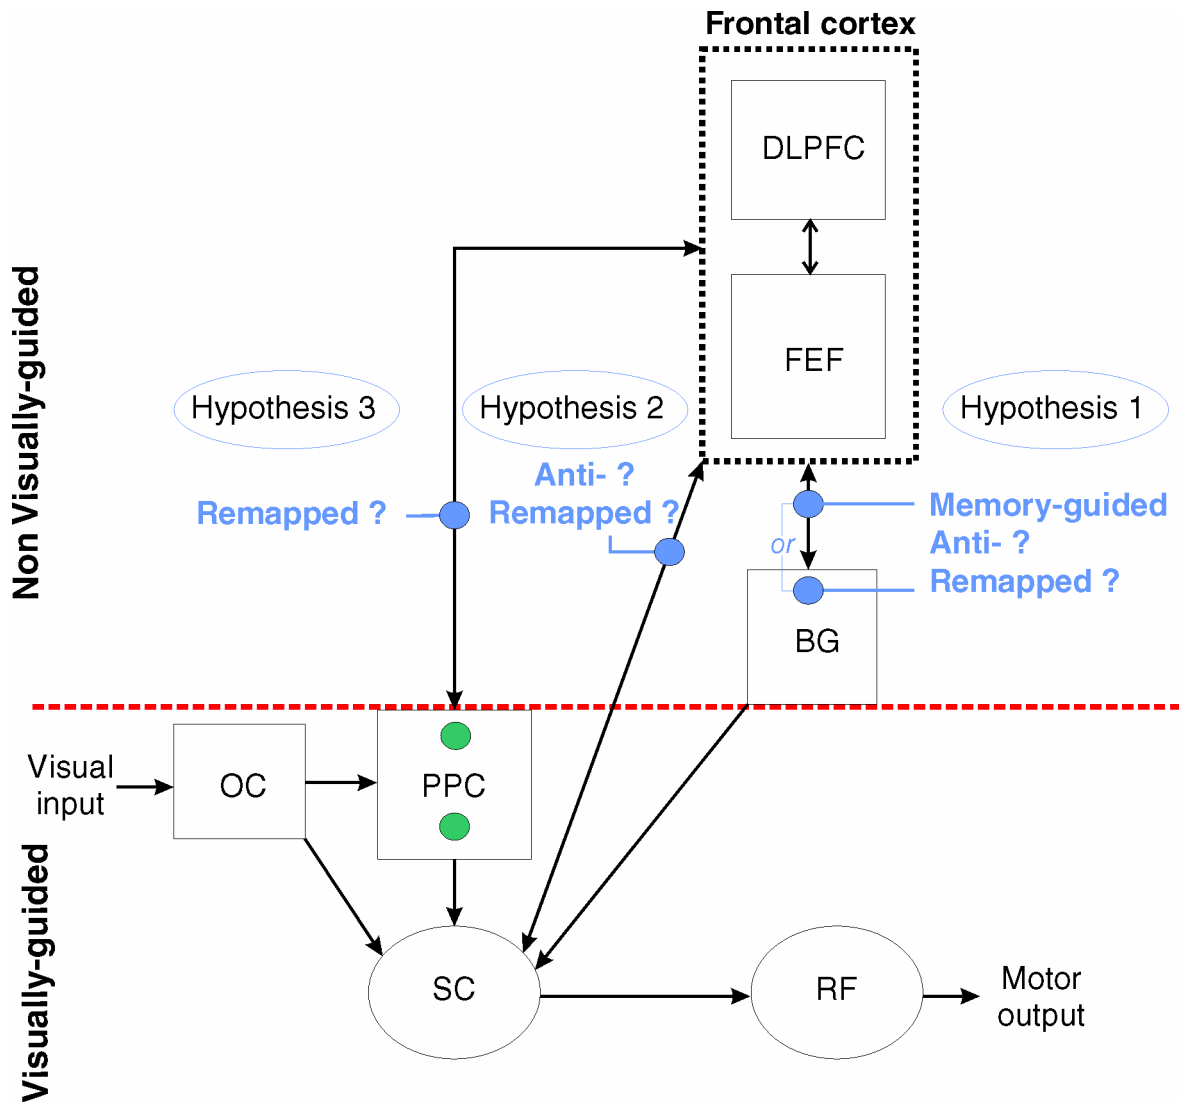 Frontal cortex
DLPFC
FEF
Non Visually-guided
Hypothesis 3
Hypothesis 2
Hypothesis 1
Anti- ?
Remapped ?
Remapped ?
Memory-guided
Anti- ?
Remapped ?
or
BG
Visual
input
OC
PPC
Visually-guided
SC
RF
Motor
output